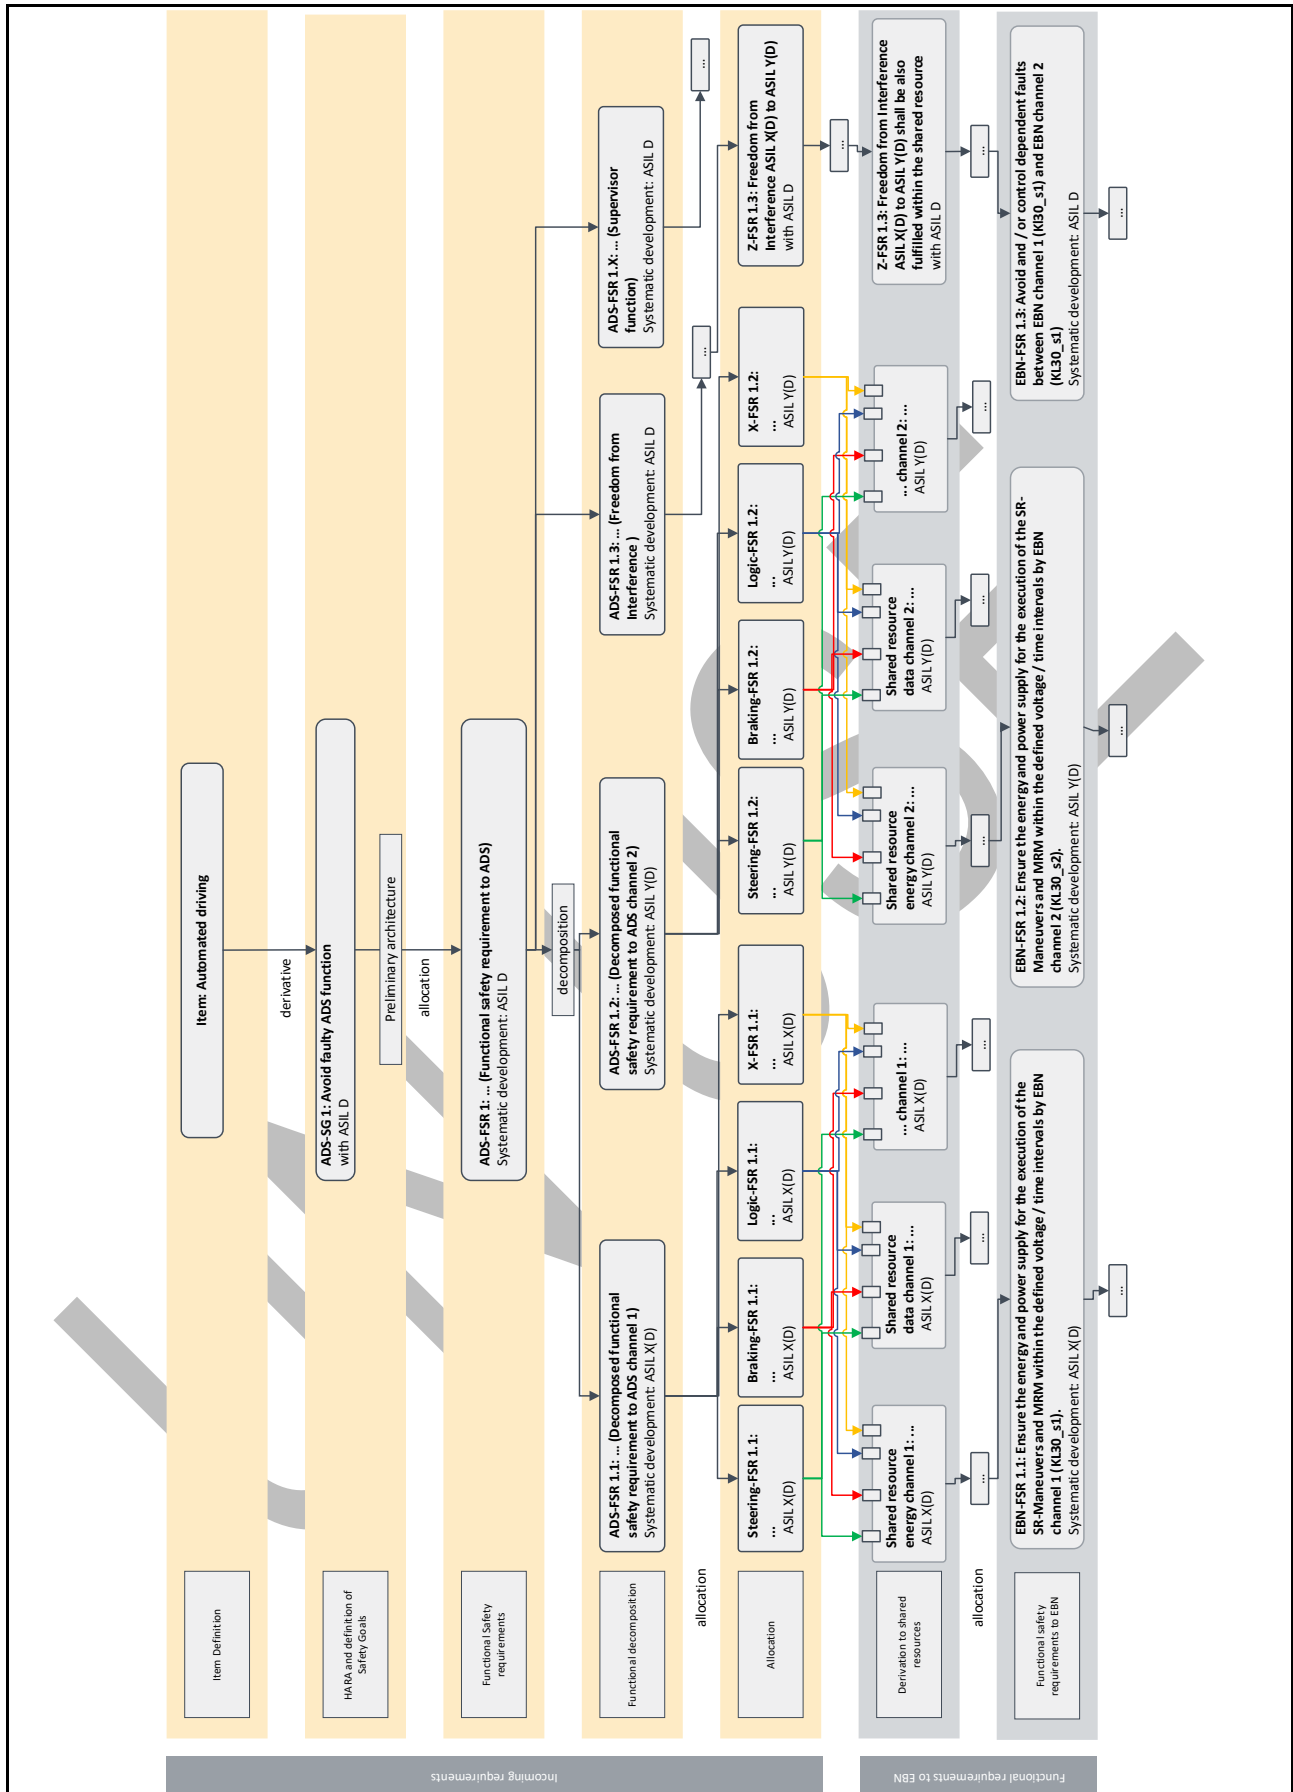 Item Definition
Item: Automated driving
derivative
HARA and definition of
Safety Goals
ADS-SG 1: Avoid faulty ADS function
with ASIL D
Preliminary architecture
allocation
Functional Safety
requirements
ADS-FSR 1: ... (Functional safety requirement to ADS)
Systematic development: ASIL D
decomposition
Functional decomposition
ADS-FSR 1.1: ... (Decomposed functional
safety requirement to ADS channel 1)
Systematic development: ASIL X(D)
ADS-FSR 1.2: ... (Decomposed functional
safety requirement to ADS channel 2)
Systematic development: ASIL Y(D)
ADS-FSR 1.3: ... (Freedom from
Interference )
Systematic development: ASIL D
ADS-FSR 1.X: ... (Supervisor
function)
Systematic development: ASIL D
allocation
...
...
Allocation
Steering-FSR 1.1:
...
ASIL X(D)
Braking-FSR 1.1:
...
ASIL X(D)
Logic-FSR 1.1:
...
ASIL X(D)
X-FSR 1.1:
...
ASIL X(D)
Steering-FSR 1.2:
...
ASIL Y(D)
Braking-FSR 1.2:
...
ASIL Y(D)
Logic-FSR 1.2:
...
ASIL Y(D)
X-FSR 1.2:
...
ASIL Y(D)
Z-FSR 1.3: Freedom from
Interference ASIL X(D) to ASIL Y(D)
with ASIL D
...
Derivation to shared
resources
Shared resource
energy channel 1: ...
ASIL X(D)
Shared resource
data channel 1: ...
ASIL X(D)
... channel 1: ...
ASIL X(D)
Shared resource
energy channel 2: ...
ASIL Y(D)
Shared resource
data channel 2: ...
ASIL Y(D)
... channel 2: ...
ASIL Y(D)
Z-FSR 1.3: Freedom from Interference
ASIL X(D) to ASIL Y(D) shall be also
fulfilled within the shared resource
with ASIL D
allocation
...
...
...
...
...
...
...
Functional safety
requirements to EBN
EBN-FSR 1.1: Ensure the energy and power supply for the execution of the
SR-Maneuvers and MRM within the defined voltage / time intervals by EBN
channel 1 (KL30_s1).
Systematic development: ASIL X(D)
EBN-FSR 1.2: Ensure the energy and power supply for the execution of the SR-
Maneuvers and MRM within the defined voltage / time intervals by EBN
channel 2 (KL30_s2).
Systematic development: ASIL Y(D)
EBN-FSR 1.3: Avoid and / or control dependent faults
between EBN channel 1 (Kl30_s1) and EBN channel 2
(KL30_s1)
Systematic development: ASIL D
...
...
...
Incoming requirements
Functional requirements to EBN